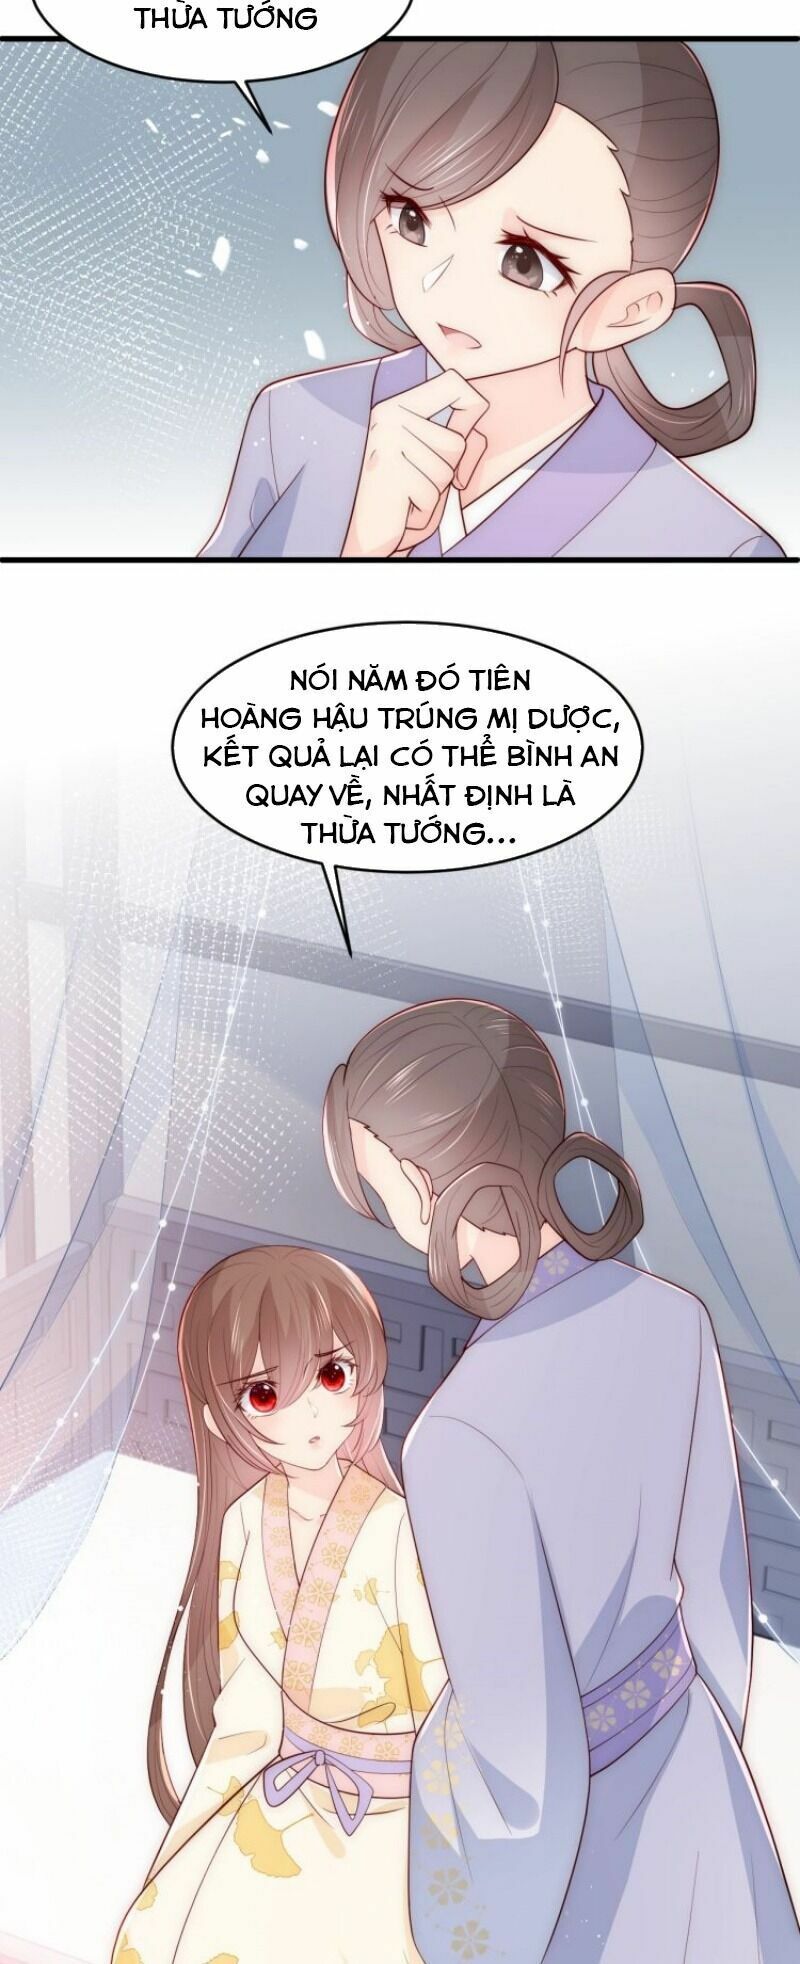 THỪA TƯỚNG
NÓI NĂM ĐÓ TIÊN
HOÀNG HẬU TRÚNG MỊ DƯỢC,
KẾT QUẢ LẠI CÓ THỂ BÌNH AN
QUAY VỀ, NHẤT ĐỊNH LÀ
THỪA TƯỚNG...